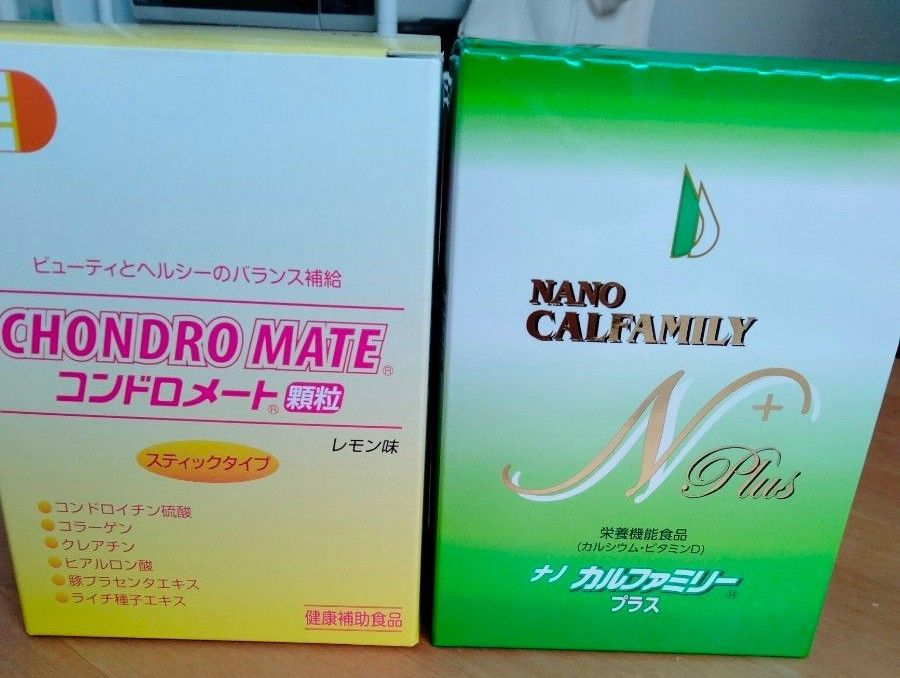 ビューティとヘルシーのバランス補給
CHONDRO MATE®
コンドロメート® 顆粒
レモン味
スティックタイプ
コンドロイチン硫酸
コラーゲン
クレアチン
ヒアルロン酸
豚プラセンタエキス
ライチ種子エキス
健康補助食品
NANO
CALFAMILY
N+
Plus
栄養機能食品
(カルシウム・ビタミンD)
ナノ カルファミリー®
プラス